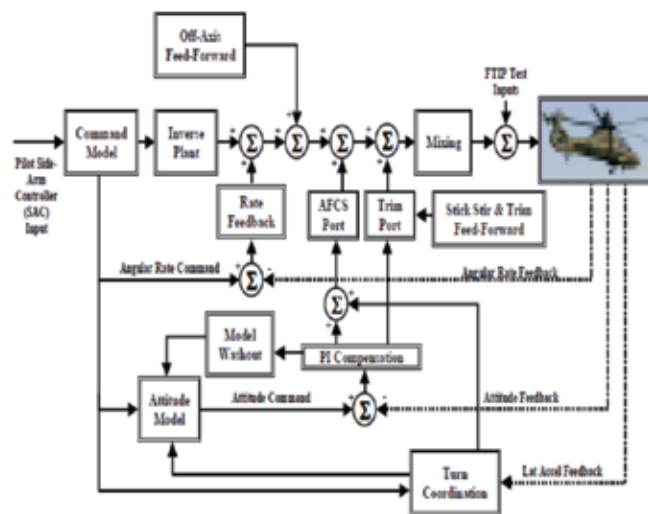 Off-Axis
Feed-Forward
FTIP Test
Inputs
Command
Model
Inverse
Plant
Σ
Σ
Σ
Σ
Mixing
Σ
Pilot Side-
Arm
Controller
(SAC)
Input
Rate
Feedback
AFCS
Port
Trim
Port
Stick Stir & Trim
Feed-Forward
Angular Rate Command
Σ
Angular Rate Feedback
Σ
Model
Washout
PI Compensation
Attitude
Model
Attitude Command
Σ
Attitude Feedback
Turn
Coordination
Lat Accel Feedback